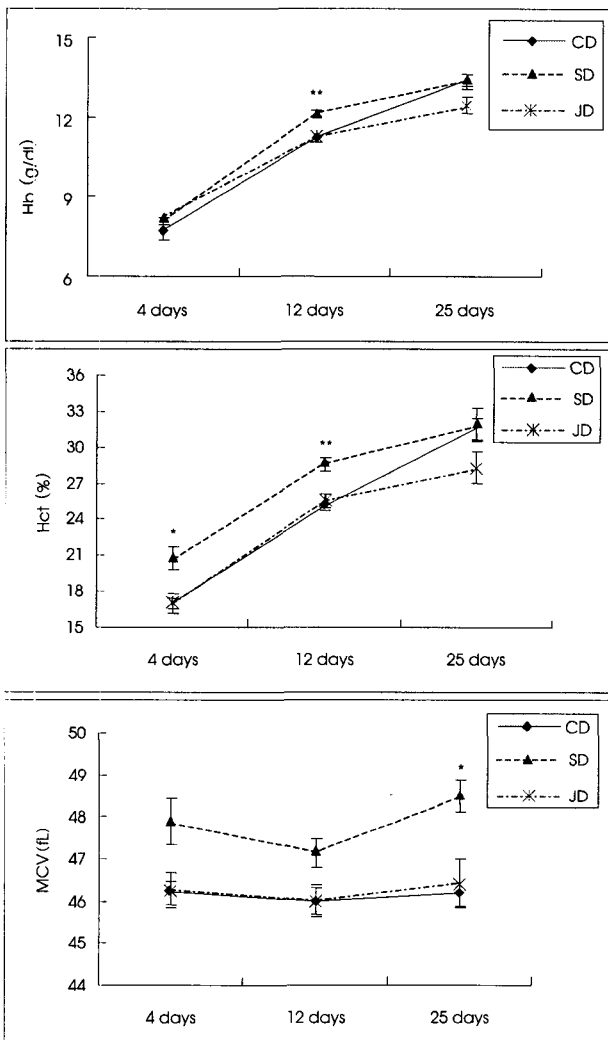 15
12
9
6
Hb (g/dl)
**
4 days
12 days
25 days
CD
SD
JD
36
33
30
27
24
21
18
15
Hct (%)
*
**
4 days
12 days
25 days
CD
SD
JD
50
49
48
47
46
45
44
MCV (fL)
*
4 days
12 days
25 days
CD
SD
JD